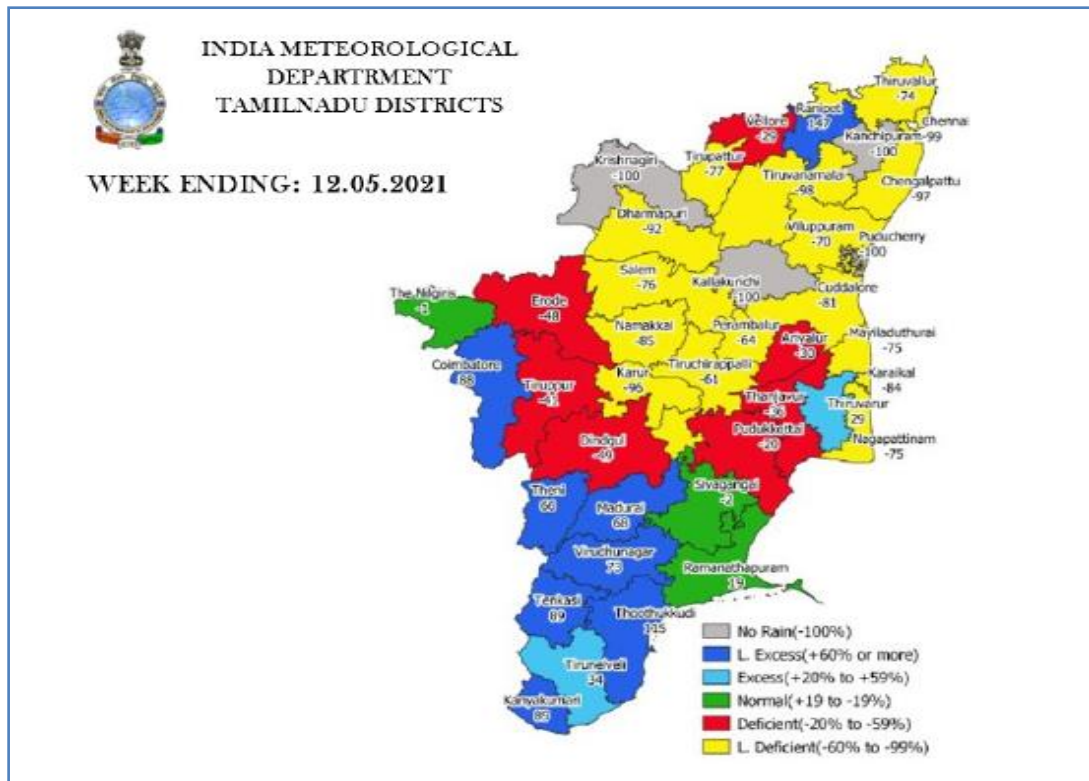 INDIA METEOROLOGICAL
DEPARTRMENT
TAMILNADU DISTRICTS
WEEK ENDING: 12.05.2021
Thiruvallur
-74
Ranipet
147
Vellore
-29
Chennai
-99
Kanchipuram
-100
Krishnagiri
-100
Tirupattur
-77
Tiruvanamala
-98
Chengalpattu
-97
Dharmapuri
-92
Viluppuram
-70
Puducherry
-100
Salem
-76
Kallakurichi
-100
Cuddalore
-81
The Nilgiris
-1
Erode
-48
Namakkal
-85
Perambalur
-64
Ariyalur
-30
Mayiladuthurai
-75
Coimbatore
88
Tiruppur
-41
Karur
-96
Tiruchirappalli
-61
Karaikal
-84
Thanjavur
-36
Thiruvarur
29
Dindgul
-49
Pudukkottai
-20
Nagapattinam
-75
Theni
66
Madurai
68
Sivagangai
-2
Virudhunagar
73
Ramanathapuram
19
Tenkasi
89
Thoothukkudi
115
Tirunelveli
34
Kanyakumari
85
No Rain(-100%)
L. Excess(+60% or more)
Excess(+20% to +59%)
Normal(+19 to -19%)
Deficient(-20% to -59%)
L. Deficient(-60% to -99%)